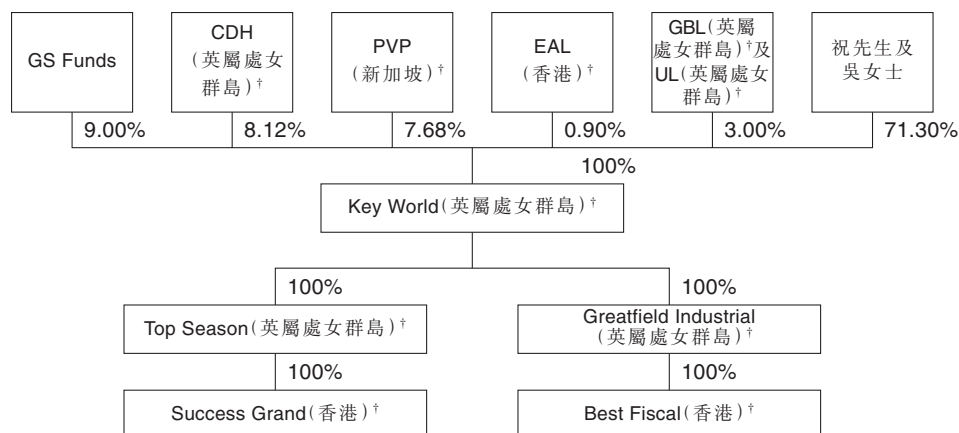 GS Funds
CDH
(英屬處女
群島)†
PVP
(新加坡)†
EAL
(香港)†
GBL(英屬
處女群島)†及
UL(英屬處女
群島)†
祝先生及
吳女士
9.00%
8.12%
7.68%
0.90%
3.00%
71.30%
100%
Key World(英屬處女群島)†
100%
100%
Top Season(英屬處女群島)†
Greatfield Industrial
(英屬處女群島)†
100%
100%
Success Grand(香港)†
Best Fiscal(香港)†